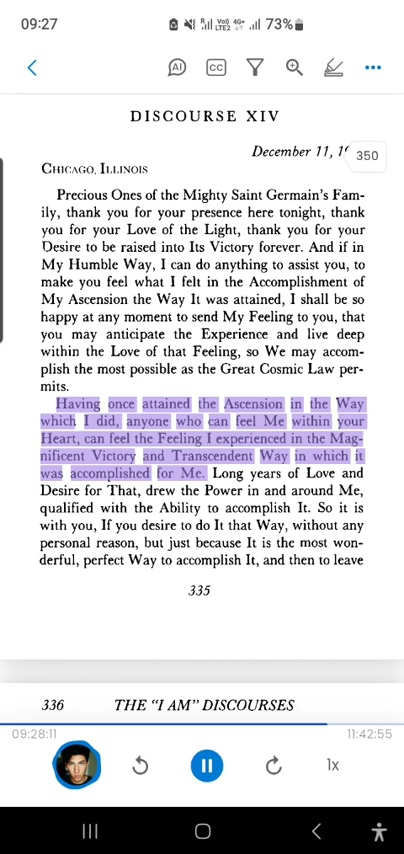 09:27
VoI) 4G+
LTE2
73%
AI
CC
DISCOURSE XIV
December 11, 19
350
CHICAGO, ILLINOIS
Precious Ones of the Mighty Saint Germain's Fam-
ily, thank you for your presence here tonight, thank
you for your Love of the Light, thank you for your
Desire to be raised into Its Victory forever. And if in
My Humble Way, I can do anything to assist you, to
make you feel what I felt in the Accomplishment of
My Ascension the Way It was attained, I shall be so
happy at any moment to send My Feeling to you, that
you may anticipate the Experience and live deep
within the Love of that Feeling, so We may accom-
plish the most possible as the Great Cosmic Law per-
mits.
Having once attained the Ascension in the Way
which I did, anyone who can feel Me within your
Heart, can feel the Feeling I experienced in the Mag-
nificent Victory and Transcendent Way in which it
was accomplished for Me. Long years of Love and
Desire for That, drew the Power in and around Me,
qualified with the Ability to accomplish It. So it is
with you, If you desire to do It that Way, without any
personal reason, but just because It is the most won-
derful, perfect Way to accomplish It, and then to leave
335
336 THE "I AM" DISCOURSES
09:28:11
11:42:55
1x